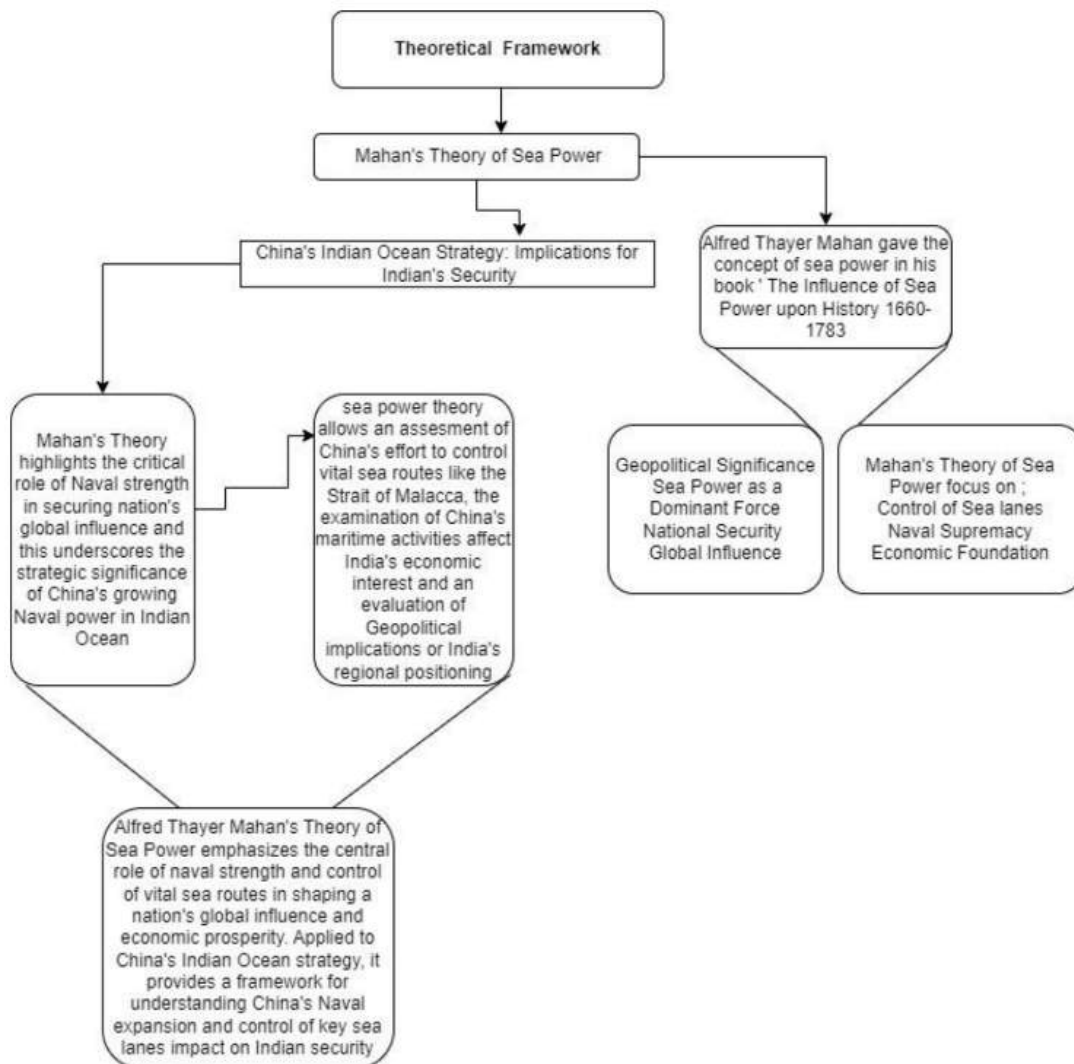 Theoretical Framework
Mahan's Theory of Sea Power
China's Indian Ocean Strategy: Implications for
Indian's Security
Alfred Thayer Mahan gave the
concept of sea power in his
book ' The Influence of Sea
Power upon History 1660-
1783
Mahan's Theory
highlights the critical
role of Naval strength
in securing nation's
global influence and
this underscores the
strategic significance
of China's growing
Naval power in Indian
Ocean
sea power theory
allows an assesment of
China's effort to control
vital sea routes like the
Strait of Malacca, the
examination of China's
maritime activities affect
India's economic
interest and an
evaluation of
Geopolitical
implications or India's
regional positioning
Geopolitical Significance
Sea Power as a
Dominant Force
National Security
Global Influence
Mahan's Theory of Sea
Power focus on ;
Control of Sea lanes
Naval Supremacy
Economic Foundation
Alfred Thayer Mahan's Theory of
Sea Power emphasizes the central
role of naval strength and control
of vital sea routes in shaping a
nation's global influence and
economic prosperity. Applied to
China's Indian Ocean strategy, it
provides a framework for
understanding China's Naval
expansion and control of key sea
lanes impact on Indian security